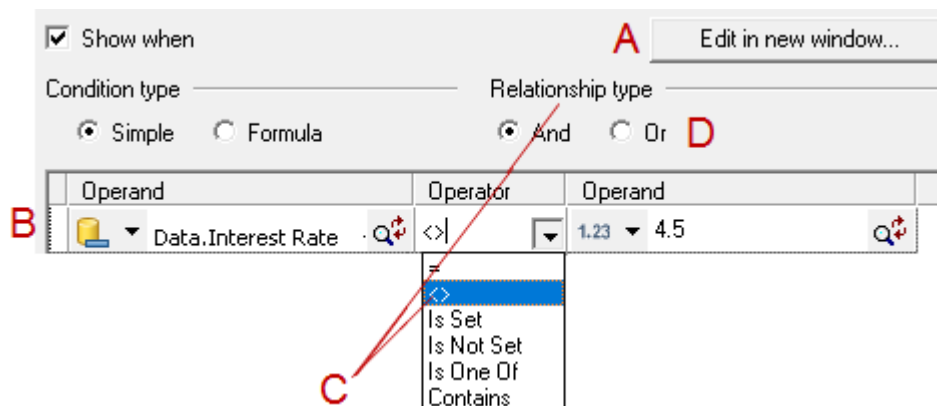 Show when A Edit in new window...
Condition type Relationship type
Simple Formula And Or D
Operand Operator Operand
B Data.Interest Rate <> 1.23 4.5
=
<>
Is Set
Is Not Set
Is One Of
C Contains